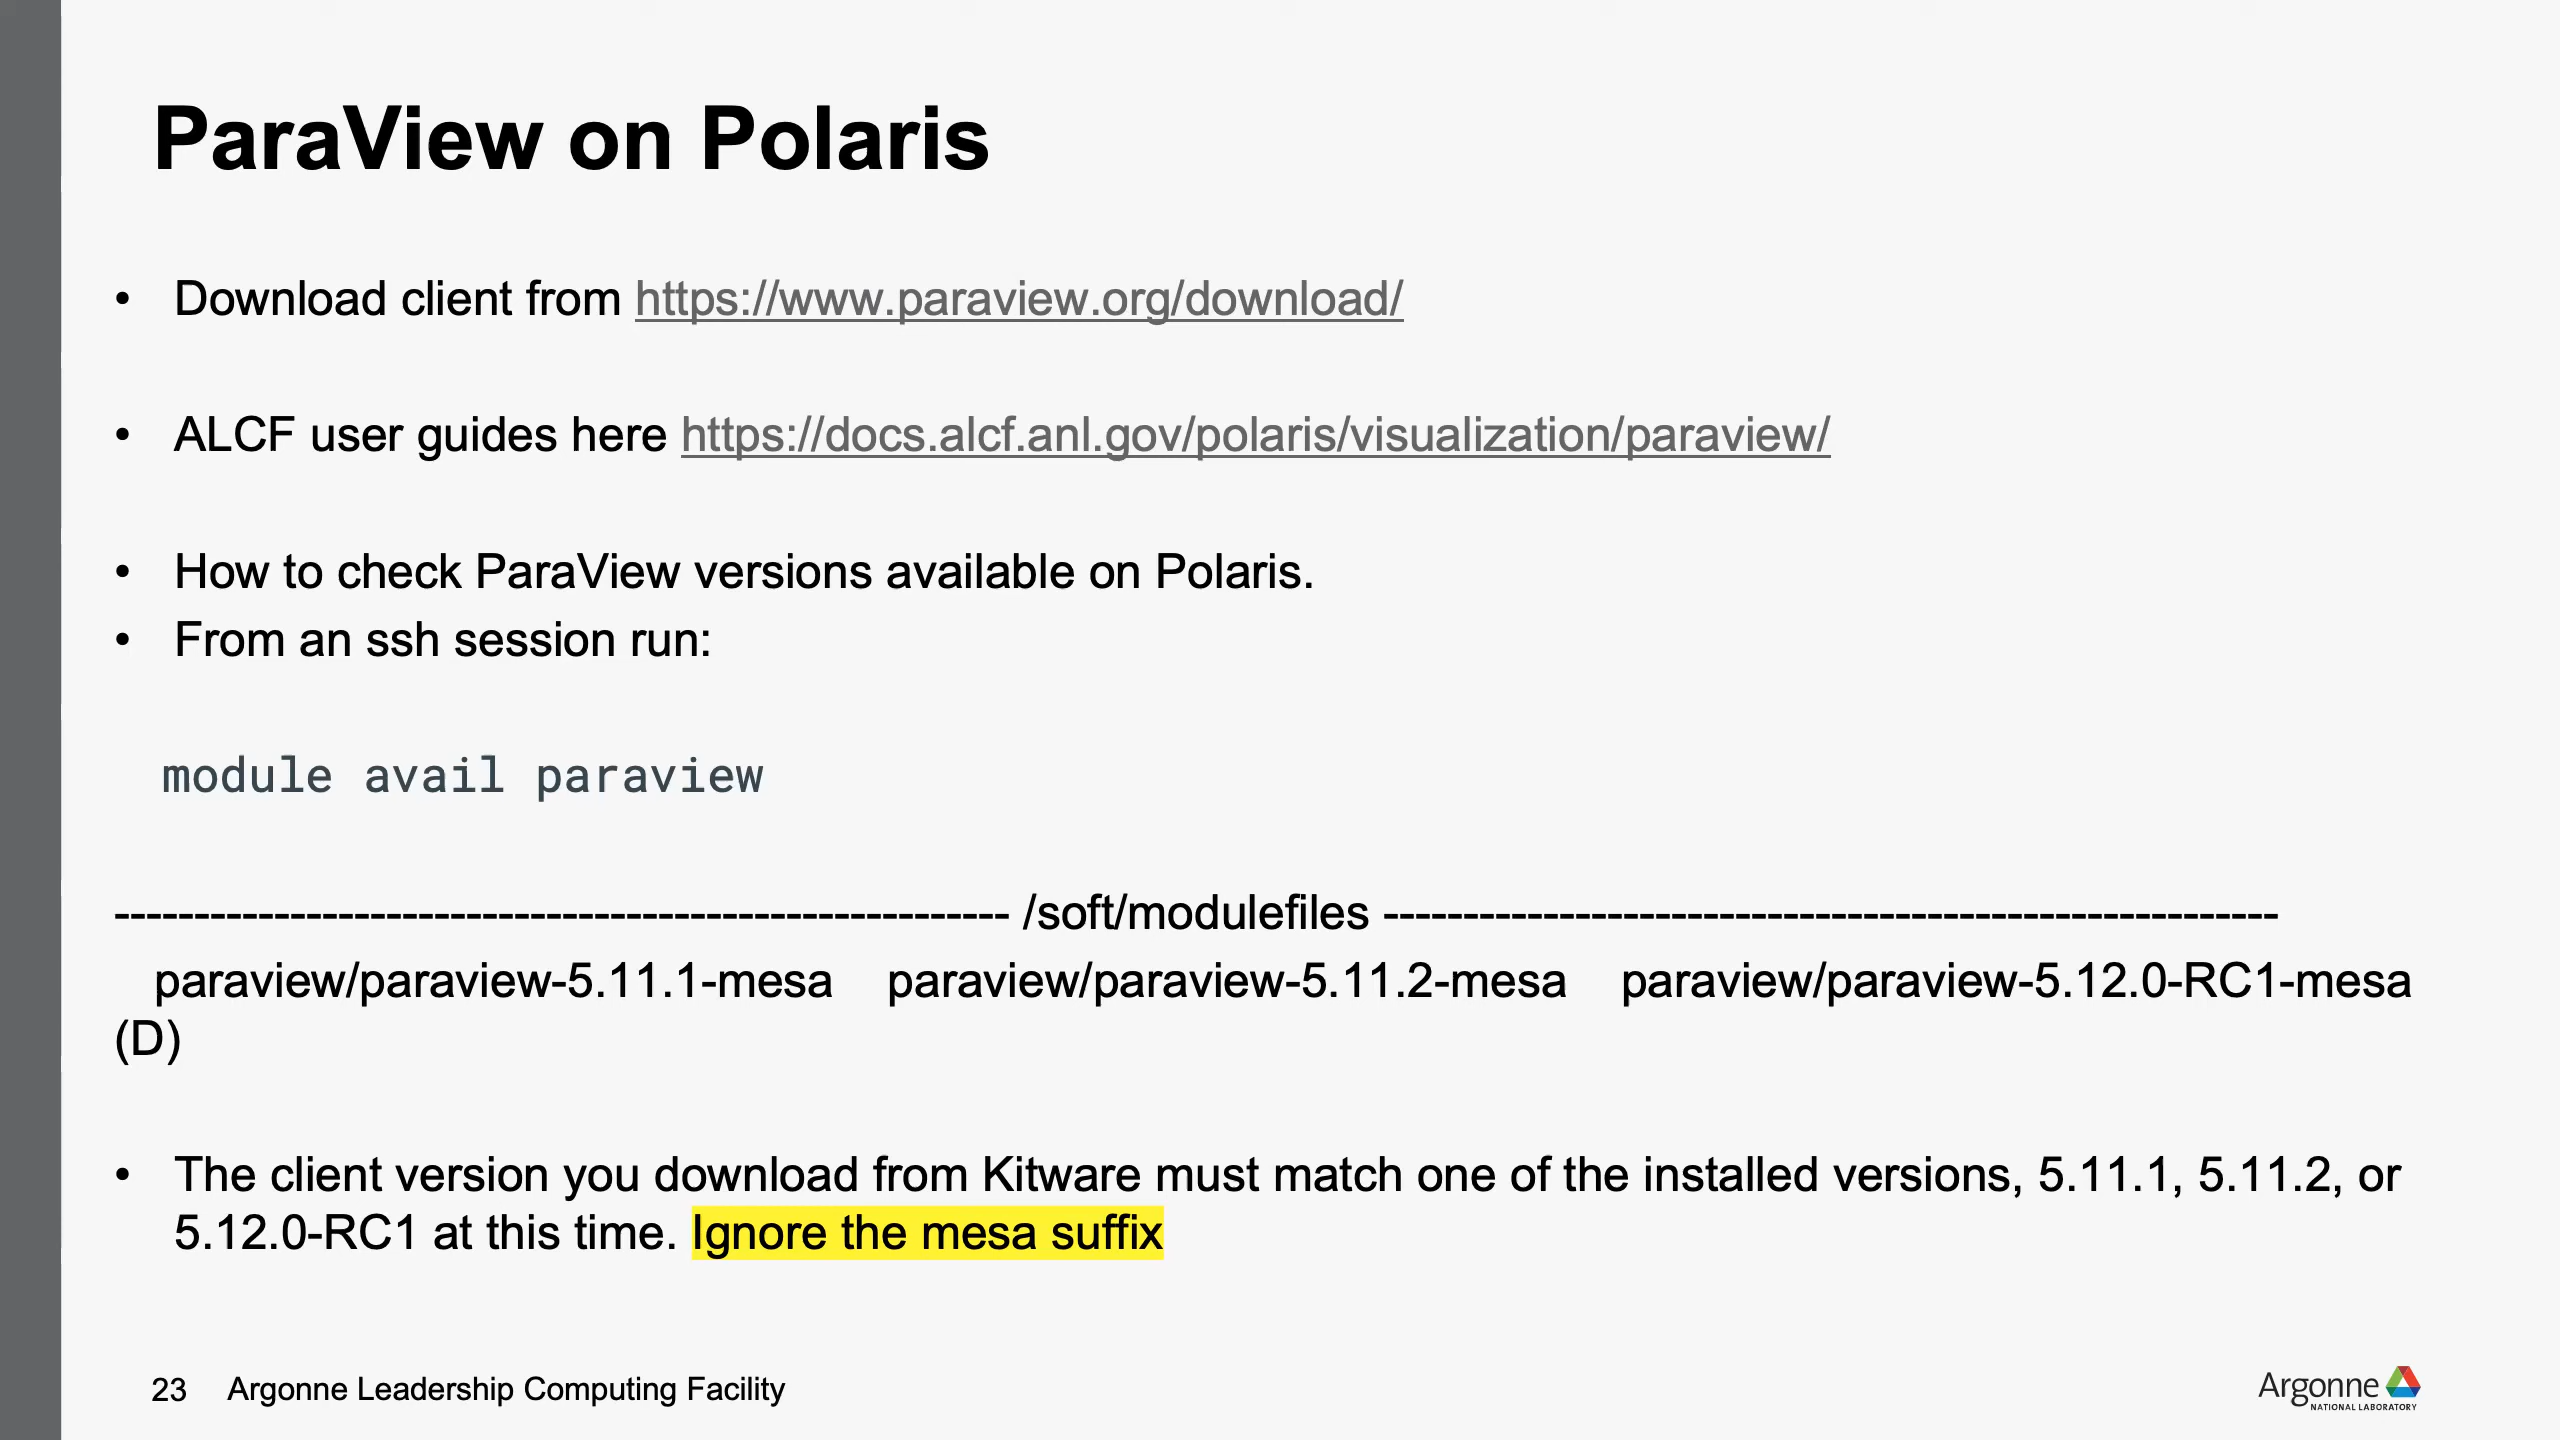 ParaView on Polaris
• Download client from https://www.paraview.org/download/
• ALCF user guides here https://docs.alcf.anl.gov/polaris/visualization/paraview/
• How to check ParaView versions available on Polaris.
• From an ssh session run:
module avail paraview
-------------------------------------------------------- /soft/modulefiles --------------------------------------------------------
paraview/paraview-5.11.1-mesa paraview/paraview-5.11.2-mesa paraview/paraview-5.12.0-RC1-mesa
(D)
• The client version you download from Kitware must match one of the installed versions, 5.11.1, 5.11.2, or
5.12.0-RC1 at this time. Ignore the mesa suffix
23 Argonne Leadership Computing Facility
Argonne
NATIONAL LABORATORY